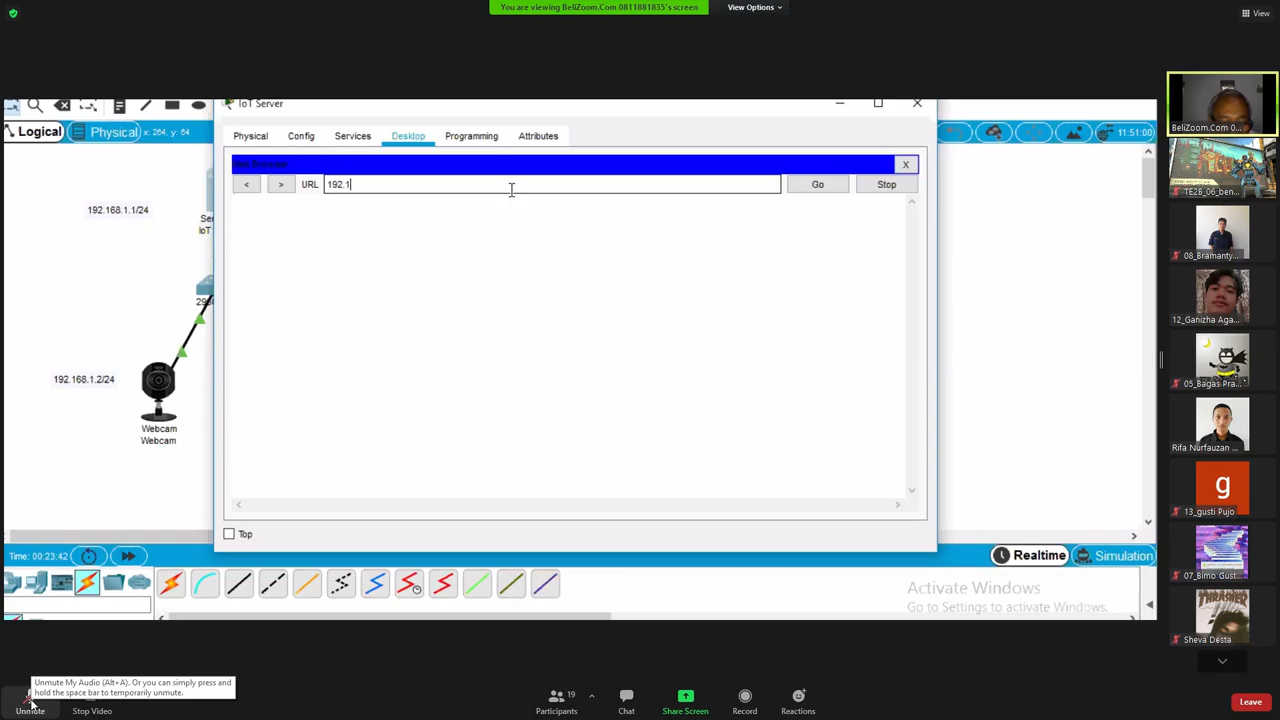 You are viewing BeliZoom.Com 0811881835's screen
View Options
View
IoT Server
Logical
Physical
x: 264, y: 64
11:51:00
Physical
Config
Services
Desktop
Programming
Attributes
Web Browser
X
<
>
URL
192.1
Go
Stop
192.168.1.1/24
192.168.1.2/24
Webcam
Webcam
Top
Time: 00:23:42
Realtime
Simulation
Activate Windows
Go to Settings to activate Windows.
BeliZoom.Com 0...
TE2B_06_ben...
08_Bramanty...
12_Ganizha Aga...
05_Bagas Pra...
Rifa Nurfauzan ...
g
13_gusti Pujo
07_Bimo Gust...
THRASHER
Sheva Desta
Unmute My Audio (Alt+A). Or you can simply press and
hold the space bar to temporarily unmute.
Unmute
Stop Video
19
Participants
Chat
Share Screen
Record
Reactions
Leave